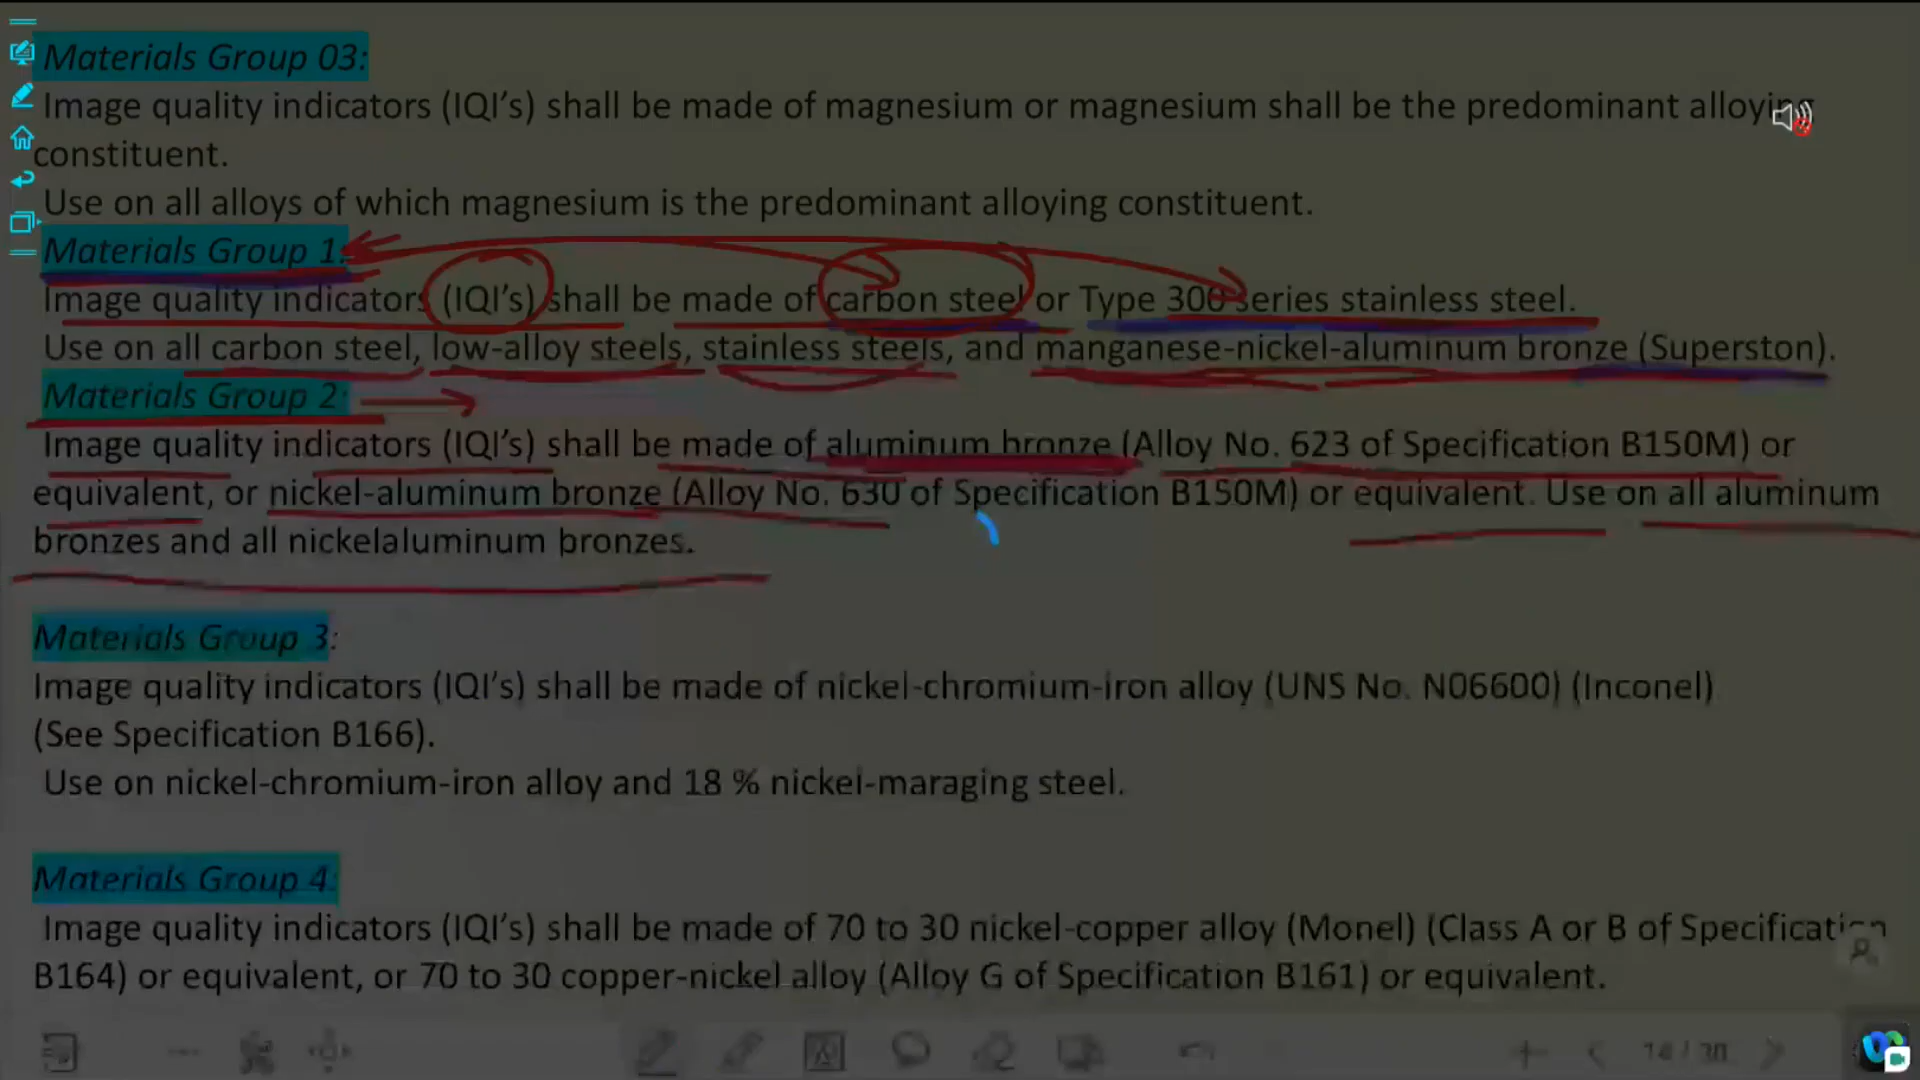 Materials Group 03:
Image quality indicators (IQI's) shall be made of magnesium or magnesium shall be the predominant alloying
constituent.
Use on all alloys of which magnesium is the predominant alloying constituent.
Materials Group 1:
Image quality indicators (IQI's) shall be made of carbon steel or Type 300 series stainless steel.
Use on all carbon steel, low-alloy steels, stainless steels, and manganese-nickel-aluminum bronze (Superston).
Materials Group 2:
Image quality indicators (IQI's) shall be made of aluminum bronze (Alloy No. 623 of Specification B150M) or
equivalent, or nickel-aluminum bronze (Alloy No. 630 of Specification B150M) or equivalent. Use on all aluminum
bronzes and all nickelaluminum bronzes.
Materials Group 3:
Image quality indicators (IQI's) shall be made of nickel-chromium-iron alloy (UNS No. N06600) (Inconel)
(See Specification B166).
Use on nickel-chromium-iron alloy and 18 % nickel-maraging steel.
Materials Group 4:
Image quality indicators (IQI's) shall be made of 70 to 30 nickel-copper alloy (Monel) (Class A or B of Specification
B164) or equivalent, or 70 to 30 copper-nickel alloy (Alloy G of Specification B161) or equivalent.
14 / 30